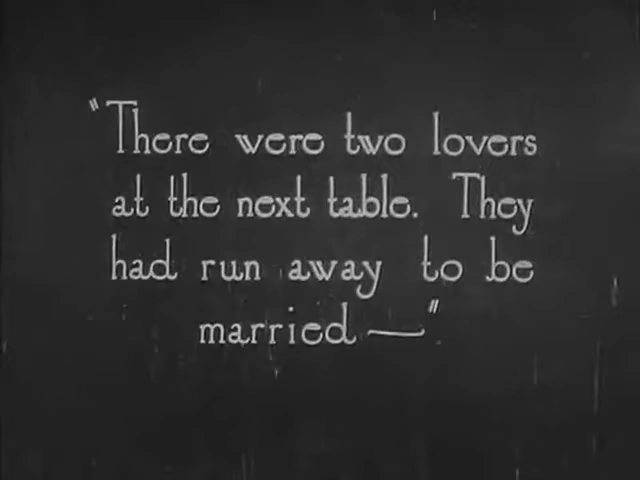 "There were two lovers
at the next table. They
had run away to be
married —".